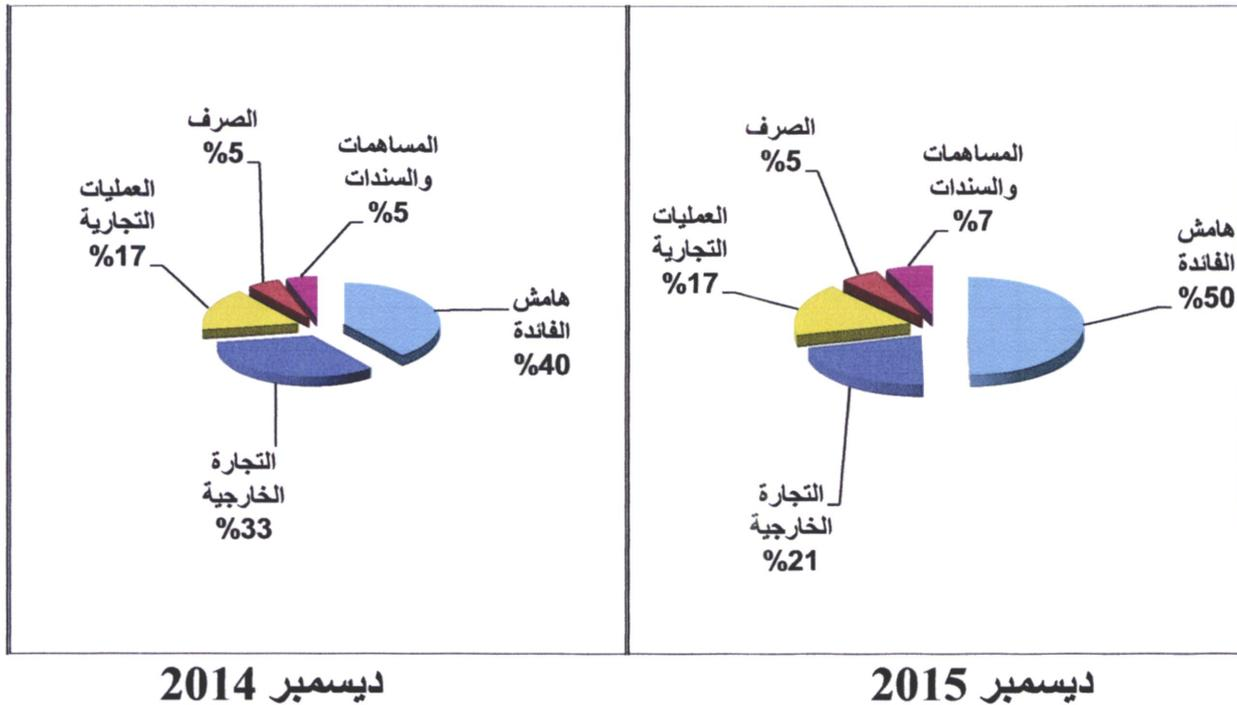 الصرف
%5
المساهمات
والسندات
%5
العمليات
التجارية
%17
هامش
الفائدة
%40
التجارة
الخارجية
%33
ديسمبر 2014
الصرف
%5
المساهمات
والسندات
%7
العمليات
التجارية
%17
هامش
الفائدة
%50
التجارة
الخارجية
%21
ديسمبر 2015